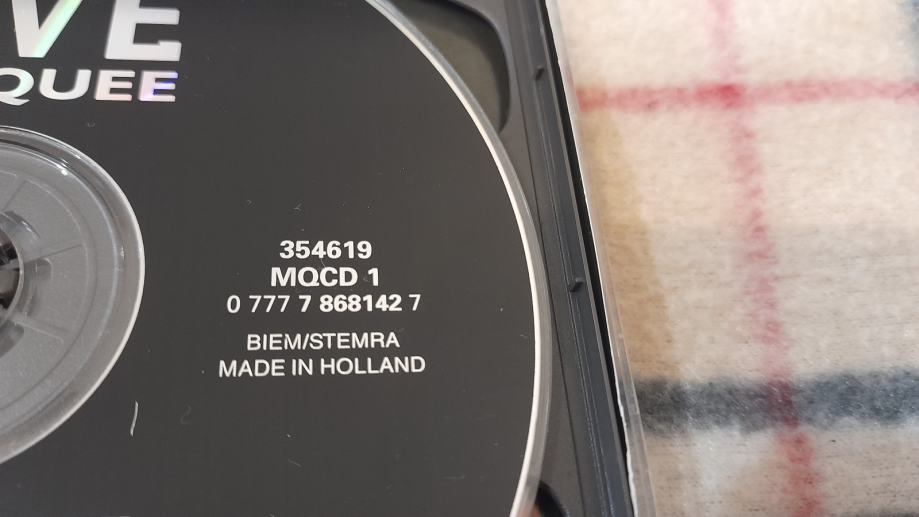 VE
QUEE
354619
MQCD 1
0 777 7 868142 7
BIEM/STEMRA
MADE IN HOLLAND